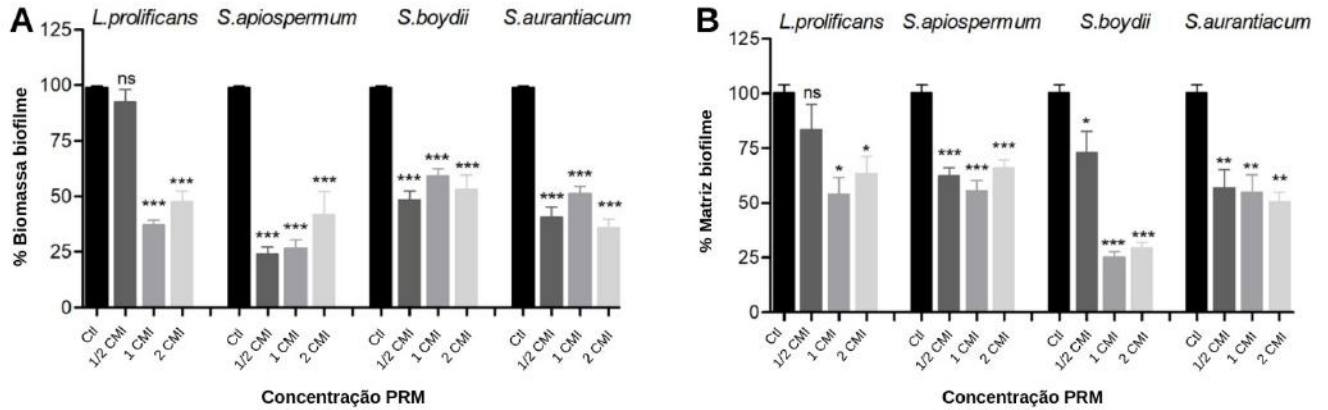 A
L.prolificans S.apiospermum S.boydii S.aurantiacum
125
100
75
50
25
0
% Biomassa biofilme
ns
*** ***
*** *** ***
*** *** ***
*** *** ***
Ctl 1/2 CMI 1 CMI 2 CMI Ctl 1/2 CMI 1 CMI 2 CMI Ctl 1/2 CMI 1 CMI 2 CMI Ctl 1/2 CMI 1 CMI 2 CMI
Concentração PRM
B
L.prolificans S.apiospermum S.boydii S.aurantiacum
125
100
75
50
25
0
% Matriz biofilme
ns
* *
*** *** ***
* *** ***
** ** **
Ctl 1/2 CMI 1 CMI 2 CMI Ctl 1/2 CMI 1 CMI 2 CMI Ctl 1/2 CMI 1 CMI 2 CMI Ctl 1/2 CMI 1 CMI 2 CMI
Concentração PRM